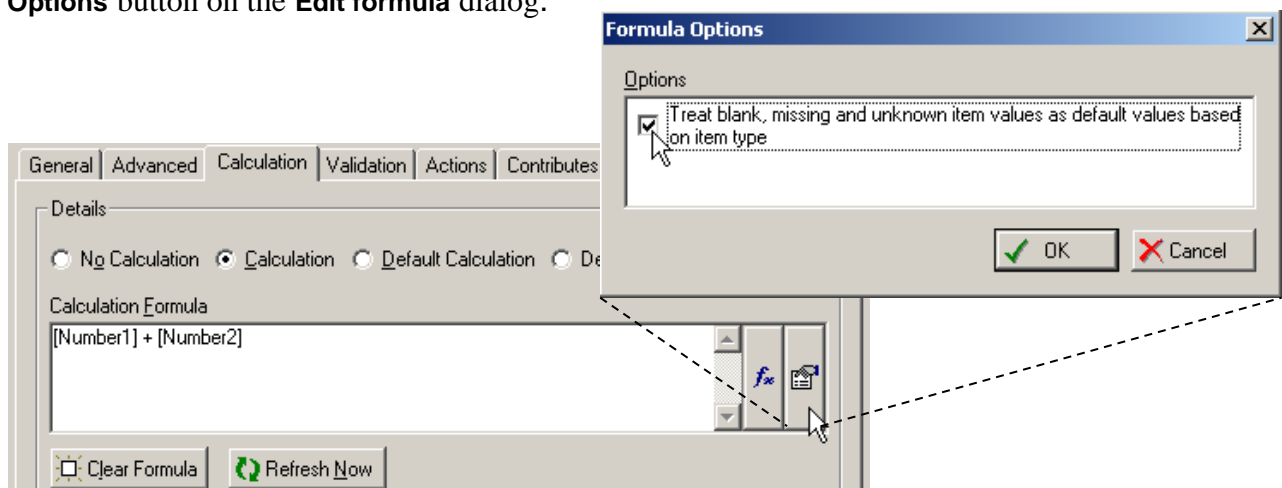 Options button on the Edit formula dialog.
Formula Options
Options
Treat blank, missing and unknown item values as default values based
on item type
OK
Cancel
General
Advanced
Calculation
Validation
Actions
Contributes
Details
No Calculation
Calculation
Default Calculation
Calculation Formula
[Number1] + [Number2]
fx
Clear Formula
Refresh Now